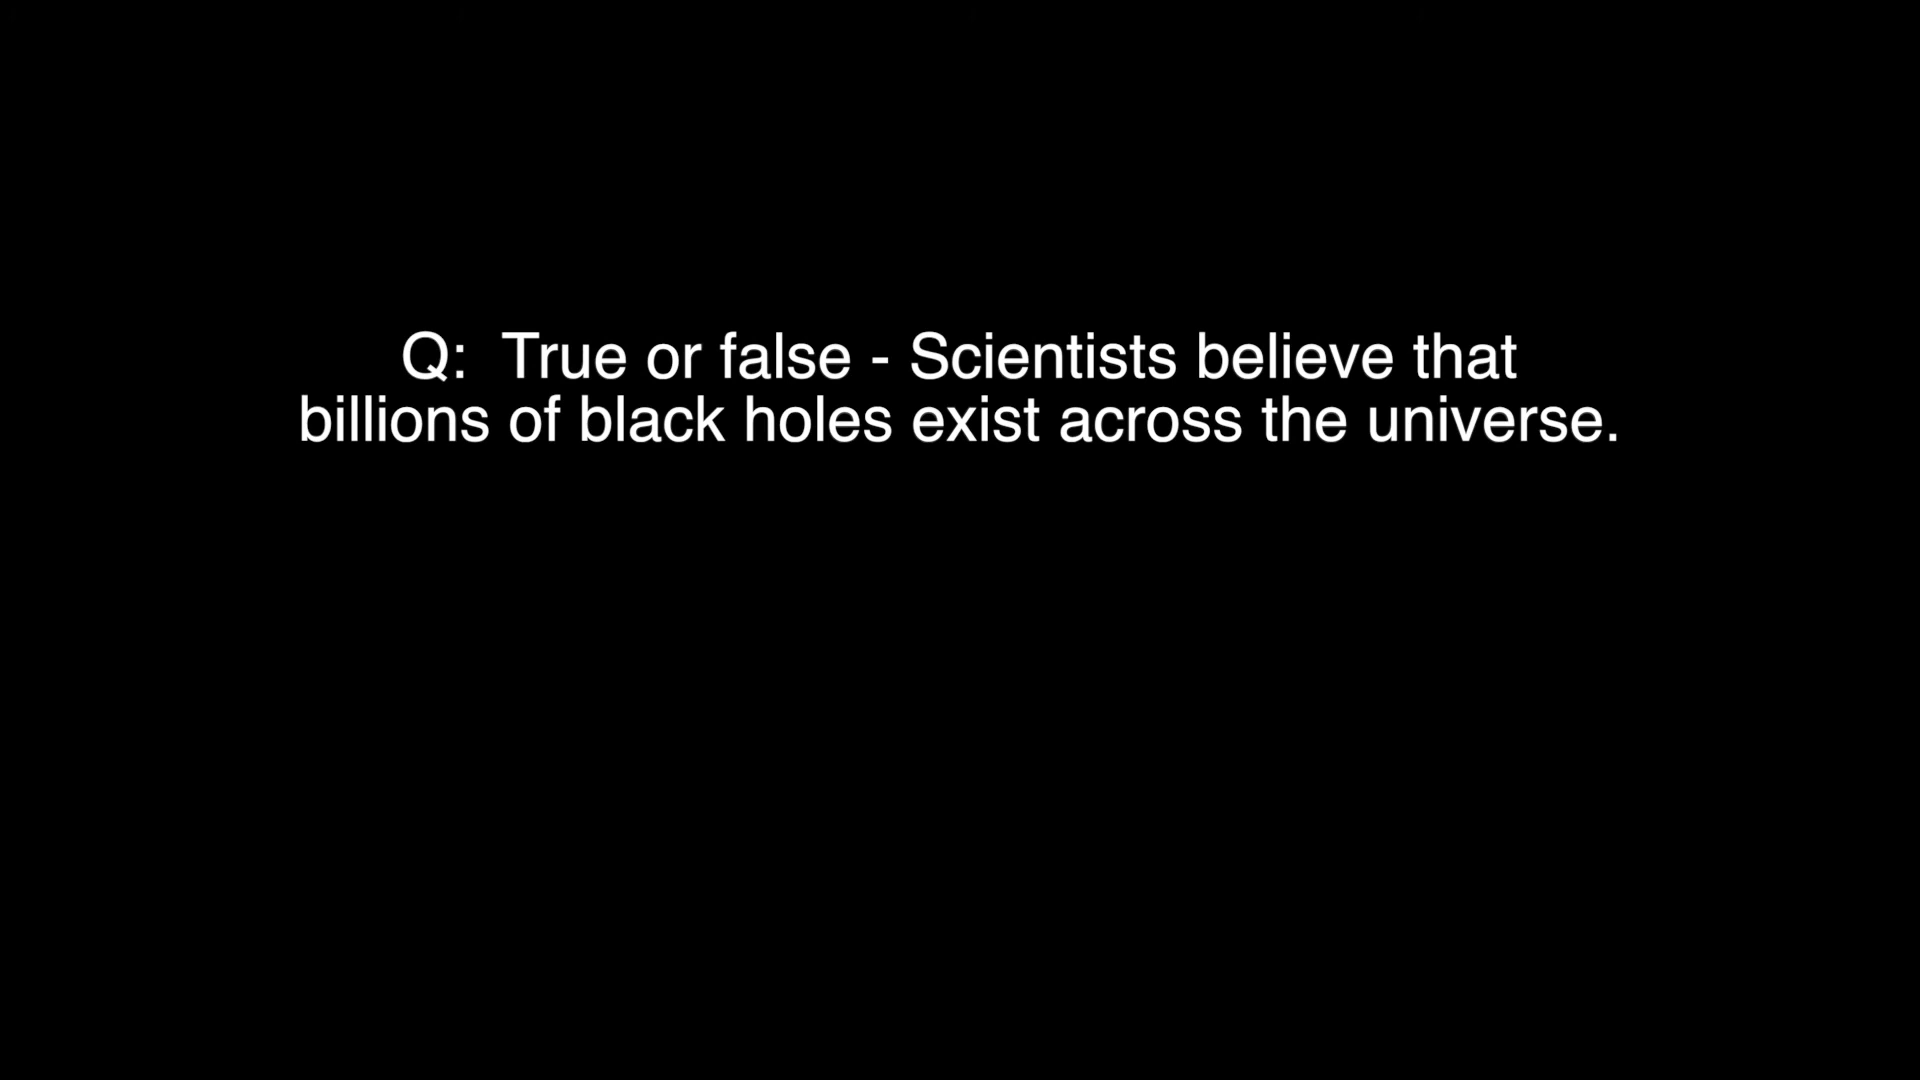 Q:  True or false - Scientists believe that
billions of black holes exist across the universe.